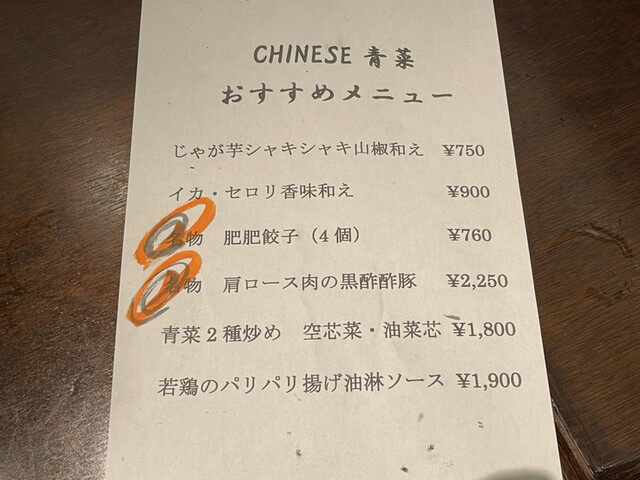 CHINESE 青菜
おすすめメニュー
じゃが芋シャキシャキ山椒和え ¥750
イカ・セロリ香味和え ¥900
名物 肥肥餃子（4個） ¥760
名物 肩ロース肉の黒酢酢豚 ¥2,250
青菜2種炒め 空芯菜・油菜芯 ¥1,800
若鶏のパリパリ揚げ油淋ソース ¥1,900